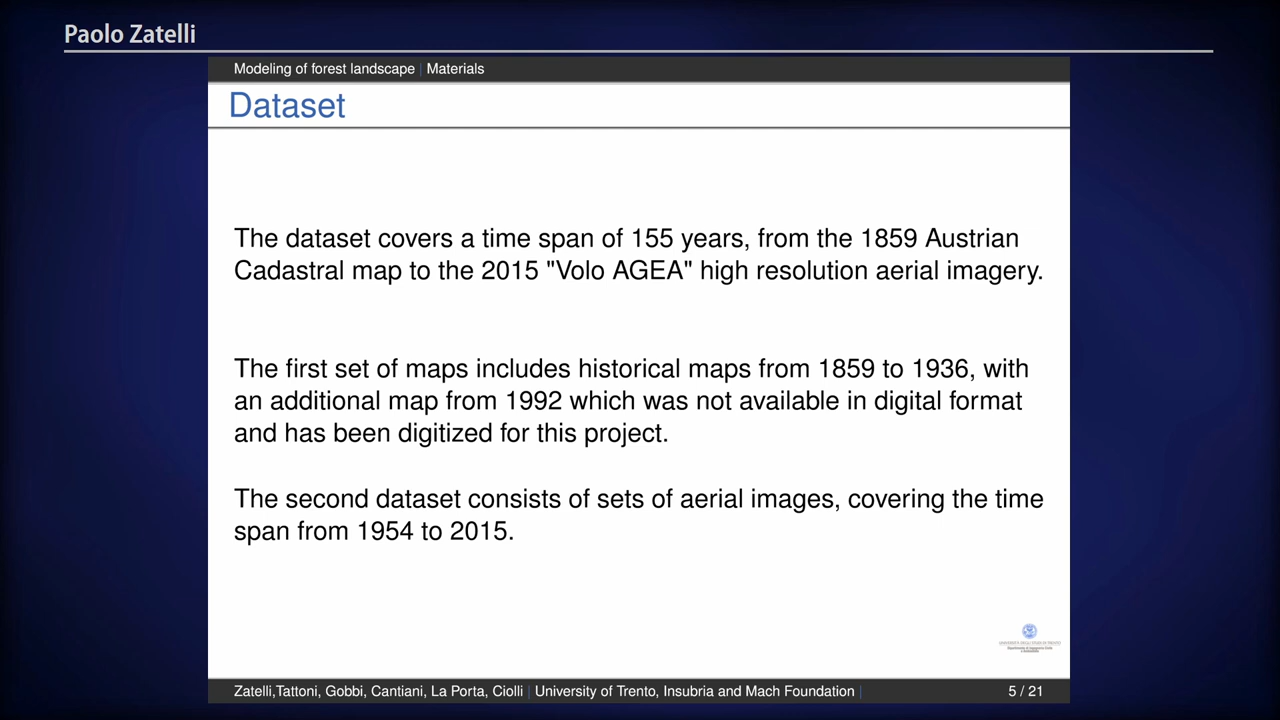 Paolo Zatelli
Modeling of forest landscape | Materials
Dataset
The dataset covers a time span of 155 years, from the 1859 Austrian
Cadastral map to the 2015 "Volo AGEA" high resolution aerial imagery.
The first set of maps includes historical maps from 1859 to 1936, with
an additional map from 1992 which was not available in digital format
and has been digitized for this project.
The second dataset consists of sets of aerial images, covering the time
span from 1954 to 2015.
Zatelli,Tattoni, Gobbi, Cantiani, La Porta, Ciolli | University of Trento, Insubria and Mach Foundation | 5 / 21